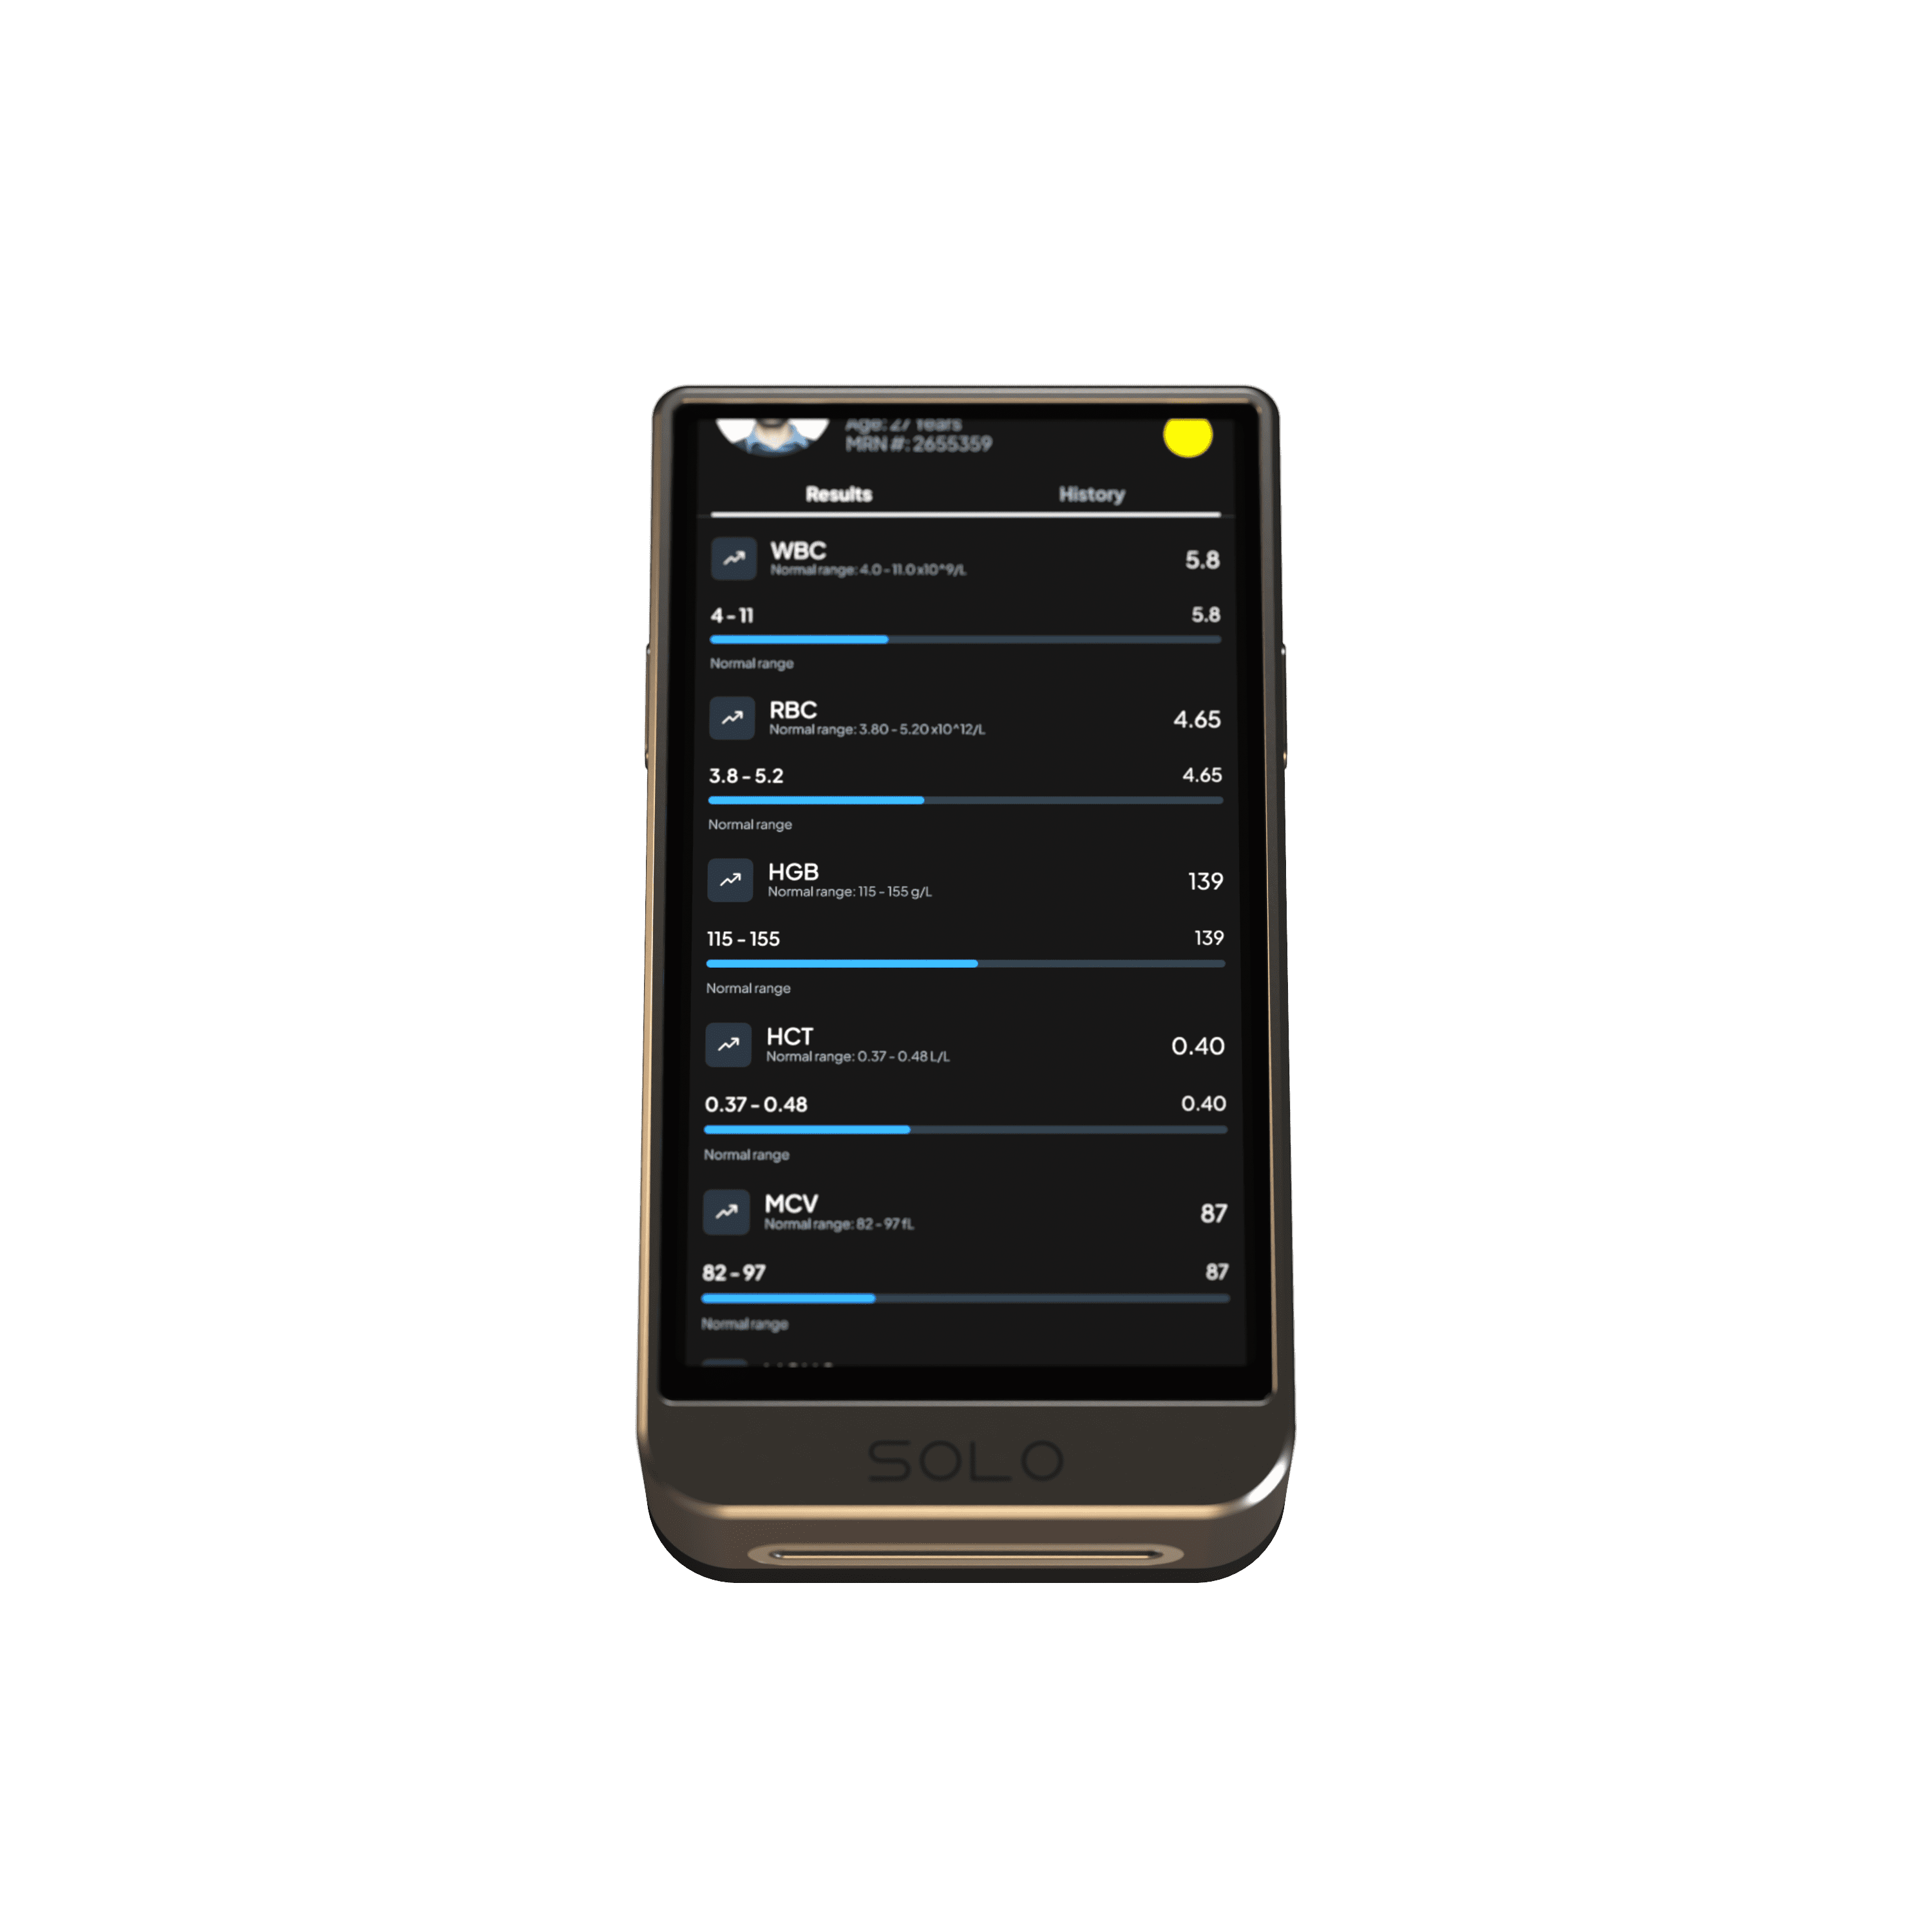 Age: 27 Years
MRN #: 2655359
Results History
WBC 5.8
Normal range: 4.0 - 11.0 x10^9/L
4 - 11 5.8
Normal range
RBC 4.65
Normal range: 3.80 - 5.20 x10^12/L
3.8 - 5.2 4.65
Normal range
HGB 139
Normal range: 115 - 155 g/L
115 - 155 139
Normal range
HCT 0.40
Normal range: 0.37 - 0.48 L/L
0.37 - 0.48 0.40
Normal range
MCV 87
Normal range: 82 - 97 fL
82 - 97 87
Normal range
SOLO